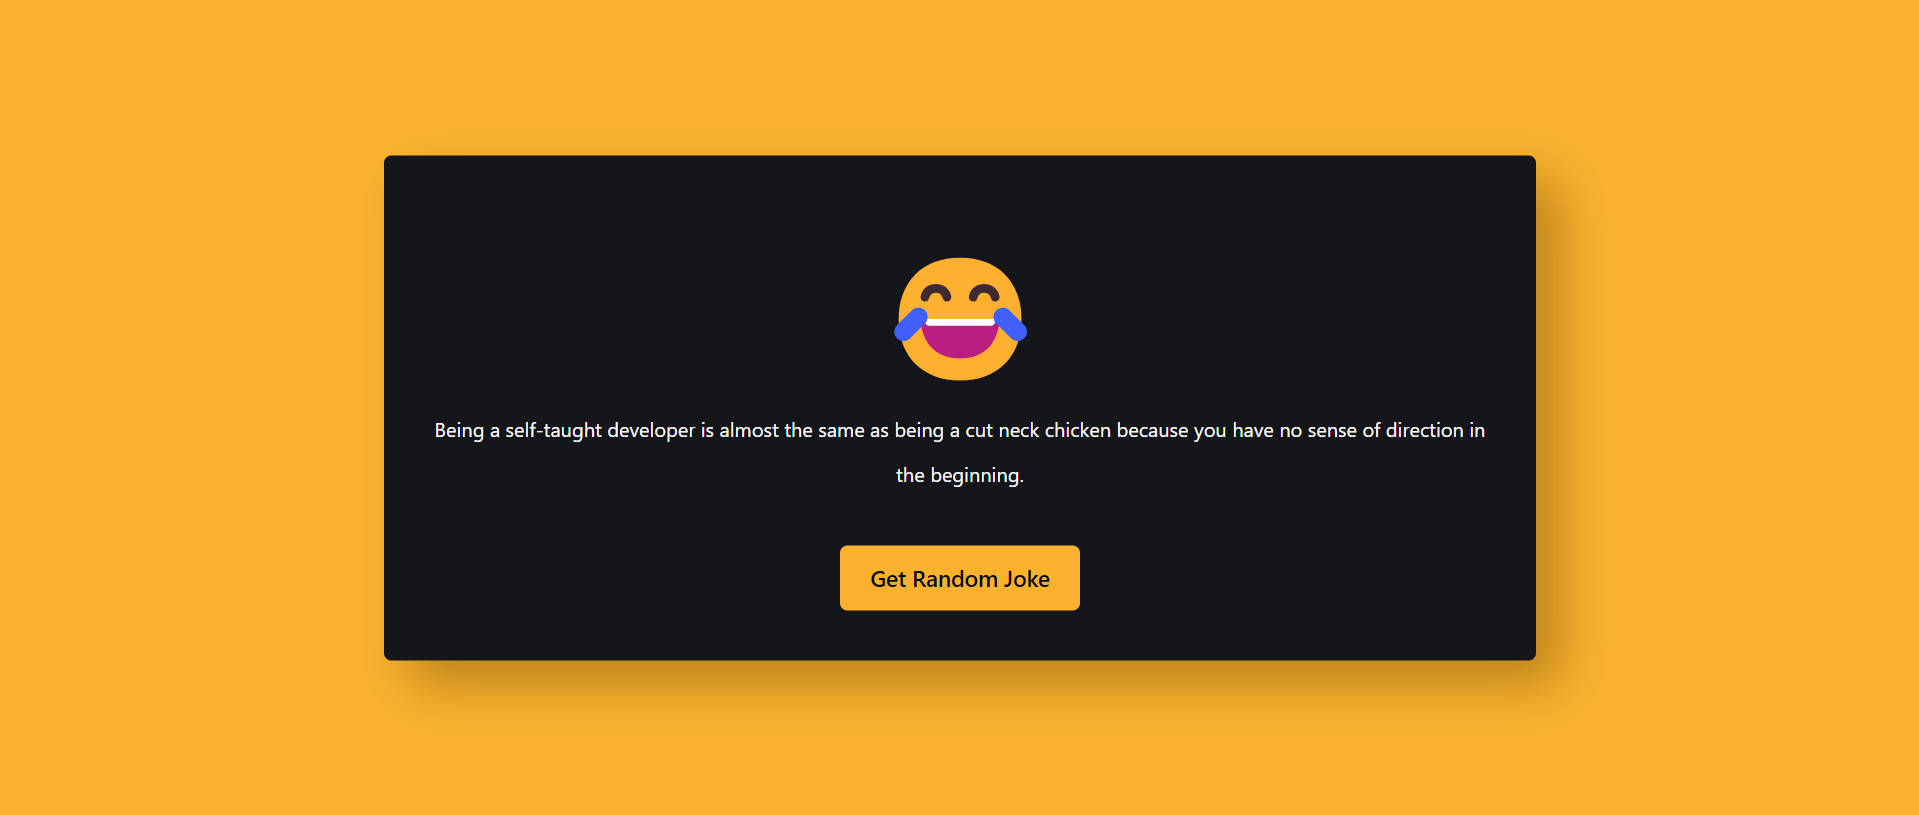 Being a self-taught developer is almost the same as being a cut neck chicken because you have no sense of direction in
the beginning.
Get Random Joke